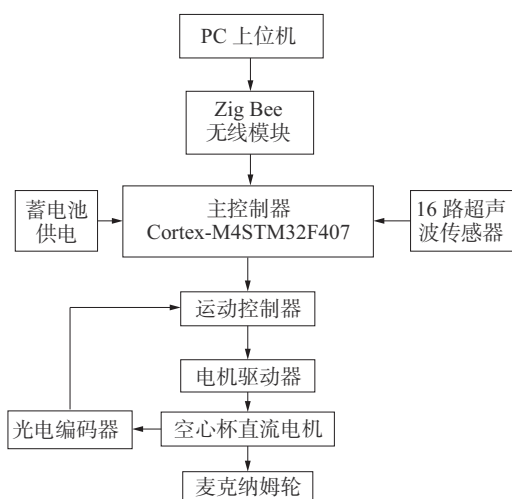 PC 上位机
Zig Bee
无线模块
蓄电池
供电
主控制器
Cortex-M4STM32F407
16 路超声
波传感器
运动控制器
电机驱动器
光电编码器
空心杯直流电机
麦克纳姆轮